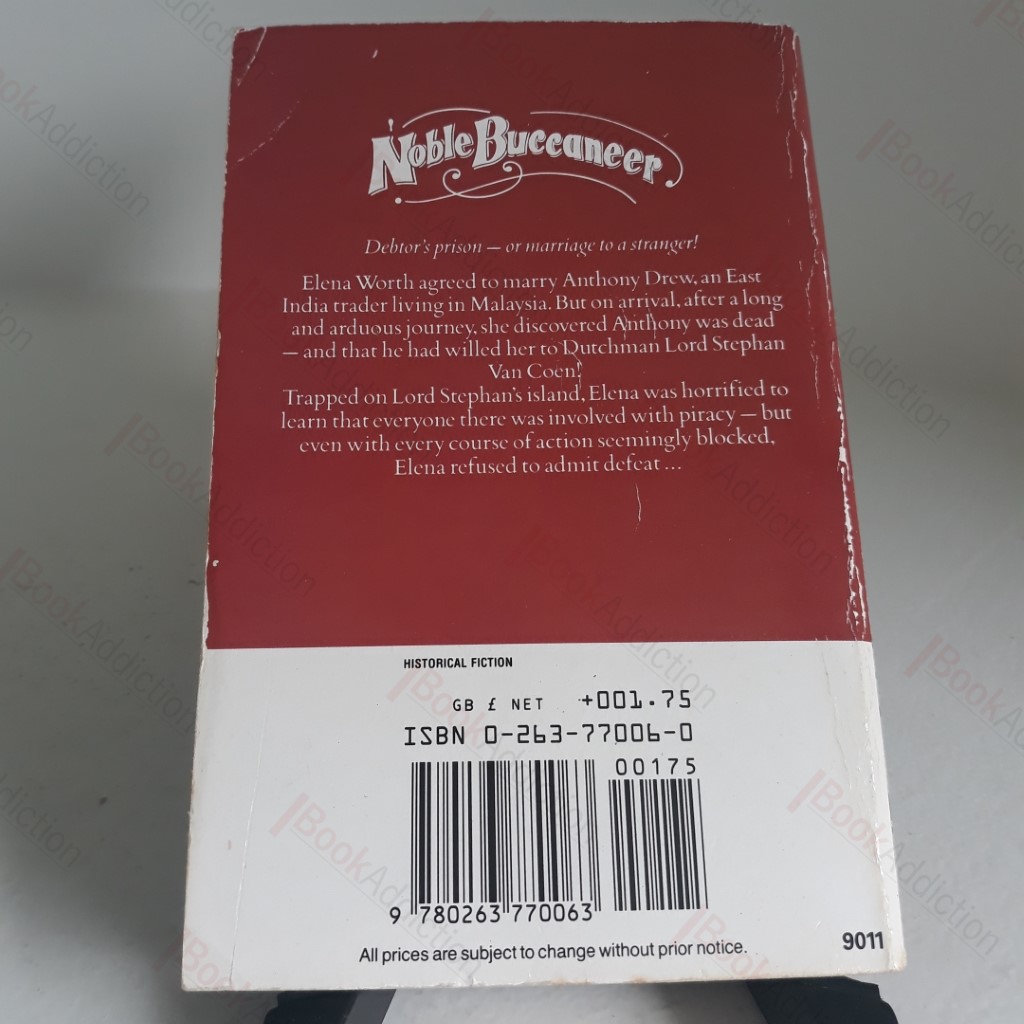 Noble Buccaneer
Debtor's prison — or marriage to a stranger!
Elena Worth agreed to marry Anthony Drew, an East
India trader living in Malaysia. But on arrival, after a long
and arduous journey, she discovered Anthony was dead
— and that he had willed her to Dutchman Lord Stephan
Van Coen!
Trapped on Lord Stephan's island, Elena was horrified to
learn that everyone there was involved with piracy — but
even with every course of action seemingly blocked,
Elena refused to admit defeat ...
HISTORICAL FICTION
GB £ NET +001.75
ISBN 0-263-77006-0
00175
9 780263 770063
All prices are subject to change without prior notice.
9011
BookAddiction